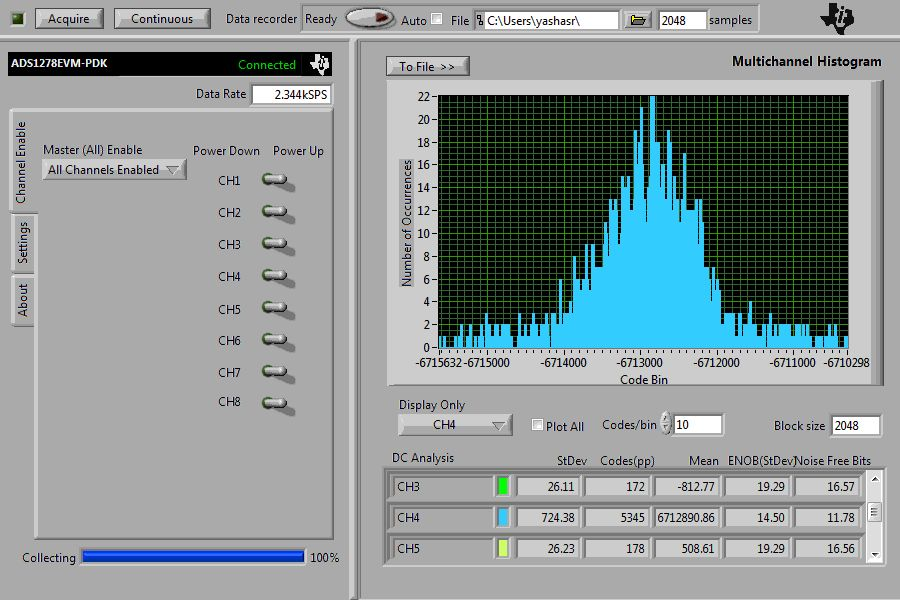 Acquire Continuous Data recorder Ready Auto File C:\Users\yashasr\ 2048 samples
ADS1278EVM-PDK Connected
Data Rate 2.344kSPS
Channel Enable
Settings
About
Master (All) Enable Power Down Power Up
All Channels Enabled
CH1
CH2
CH3
CH4
CH5
CH6
CH7
CH8
Collecting 100%
To File >> Multichannel Histogram
Number of Occurrences
22
20
18
16
14
12
10
8
6
4
2
0
-6715632 -6715000 -6714000 -6713000 -6712000 -6711000 -6710298
Code Bin
Display Only
CH4 Plot All Codes/bin 10 Block size 2048
DC Analysis StDev Codes(pp) Mean ENOB(StDev) Noise Free Bits
CH3 26.11 172 -812.77 19.29 16.57
CH4 724.38 5345 6712890.86 14.50 11.78
CH5 26.23 178 508.61 19.29 16.56